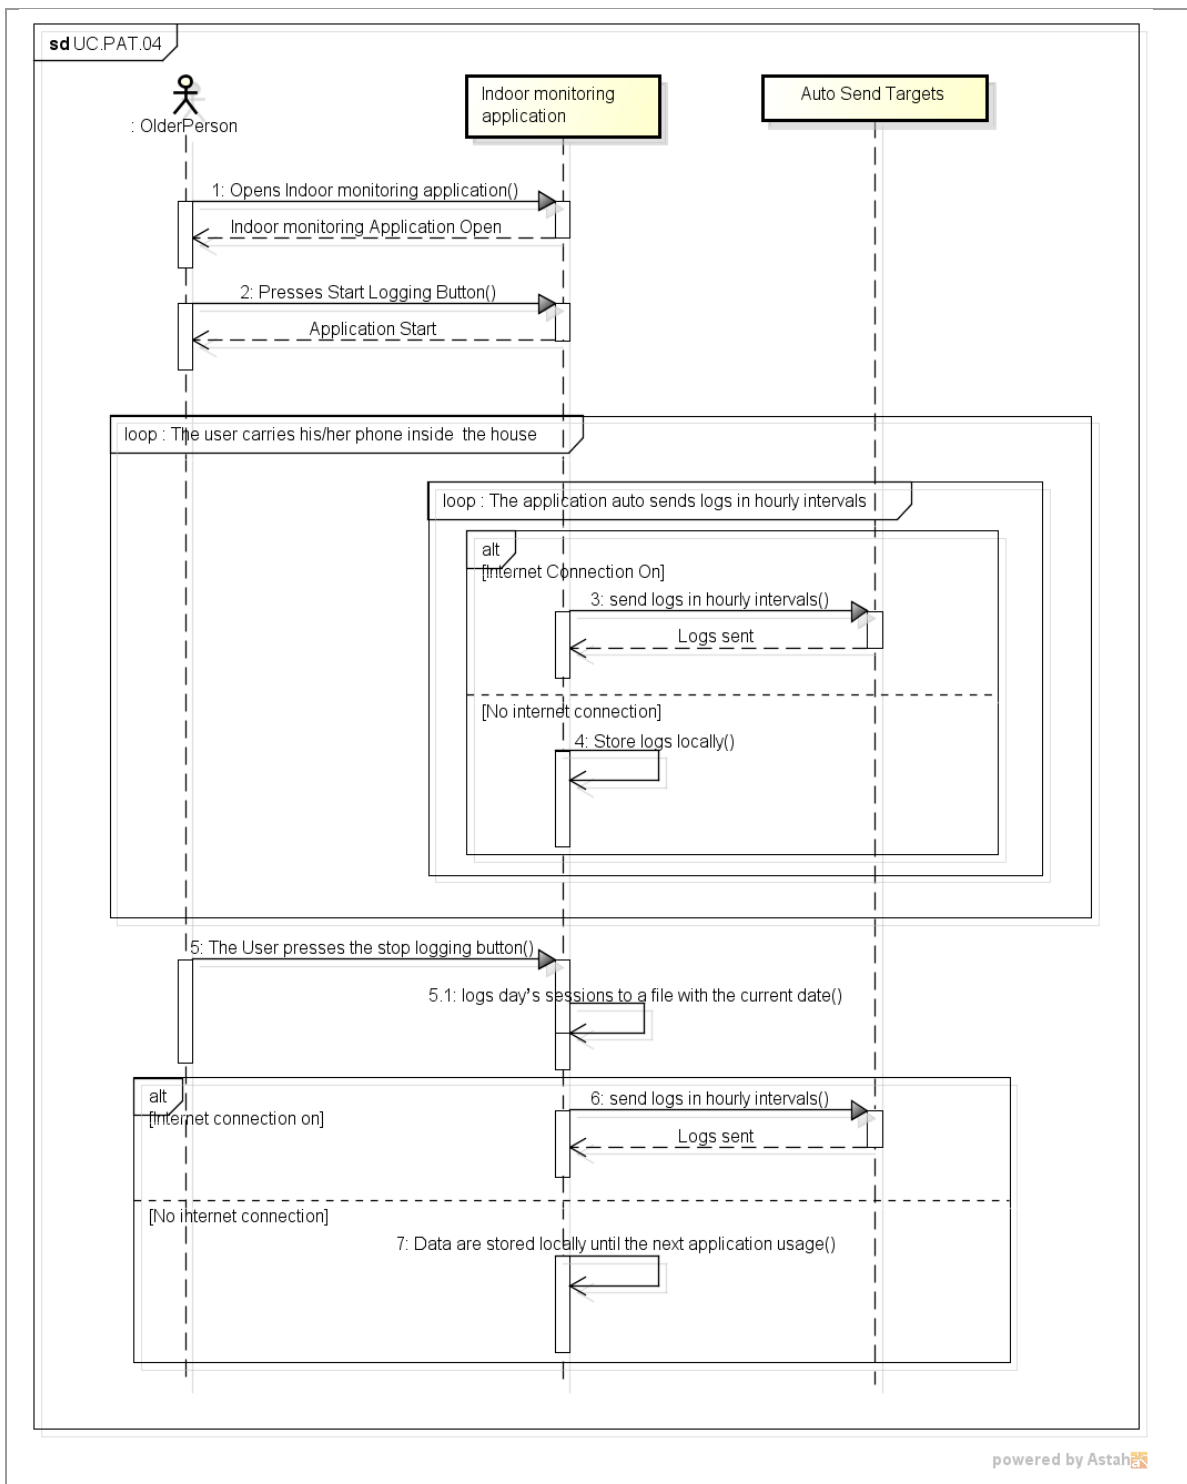 sd UC.PAT.04
: OlderPerson
Indoor monitoring
application
Auto Send Targets
1: Opens Indoor monitoring application()
Indoor monitoring Application Open
2: Presses Start Logging Button()
Application Start
loop : The user carries his/her phone inside the house
loop : The application auto sends logs in hourly intervals
alt
[Internet Connection On]
3: send logs in hourly intervals()
Logs sent
[No internet connection]
4: Store logs locally()
5: The User presses the stop logging button()
5.1: logs day's sessions to a file with the current date()
alt
[Internet connection on]
6: send logs in hourly intervals()
Logs sent
[No internet connection]
7: Data are stored locally until the next application usage()
powered by Astah